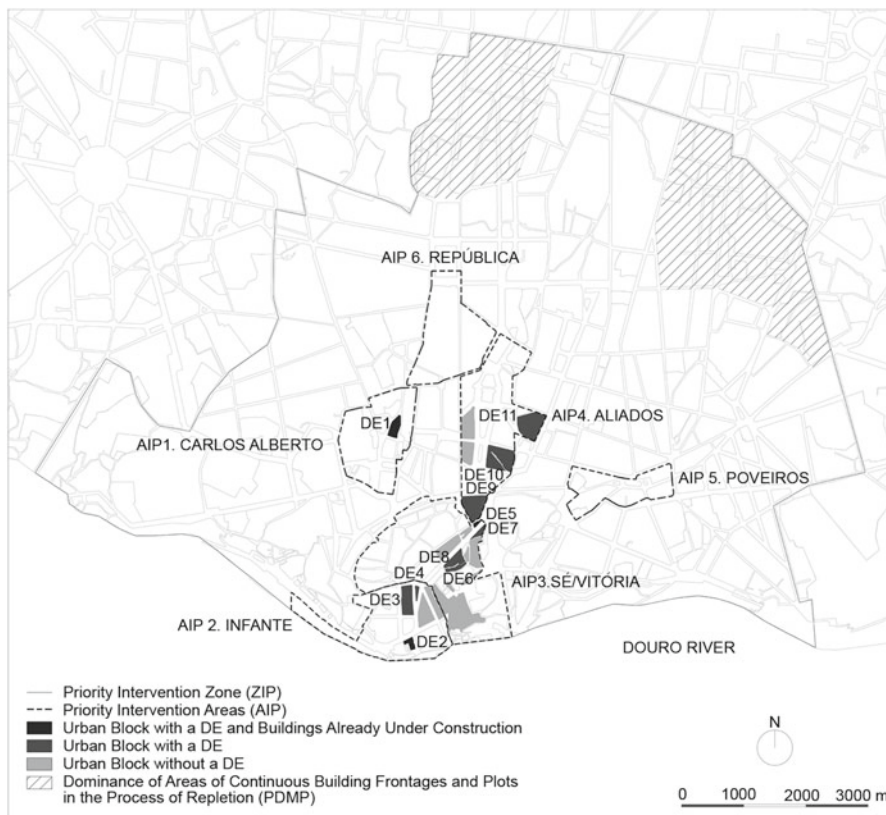 AIP 6. REPÚBLICA
DE1
DE11
AIP4. ALIADOS
AIP1. CARLOS ALBERTO
DE10
DE9
AIP 5. POVEIROS
DE5
DE7
DE8
DE4
DE6
AIP3.SÉ/VITÓRIA
DE3
AIP 2. INFANTE
DE2
DOURO RIVER
Priority Intervention Zone (ZIP)
Priority Intervention Areas (AIP)
Urban Block with a DE and Buildings Already Under Construction
Urban Block with a DE
Urban Block without a DE
Dominance of Areas of Continuous Building Frontages and Plots
in the Process of Repletion (PDMP)
N
0 1000 2000 3000 m